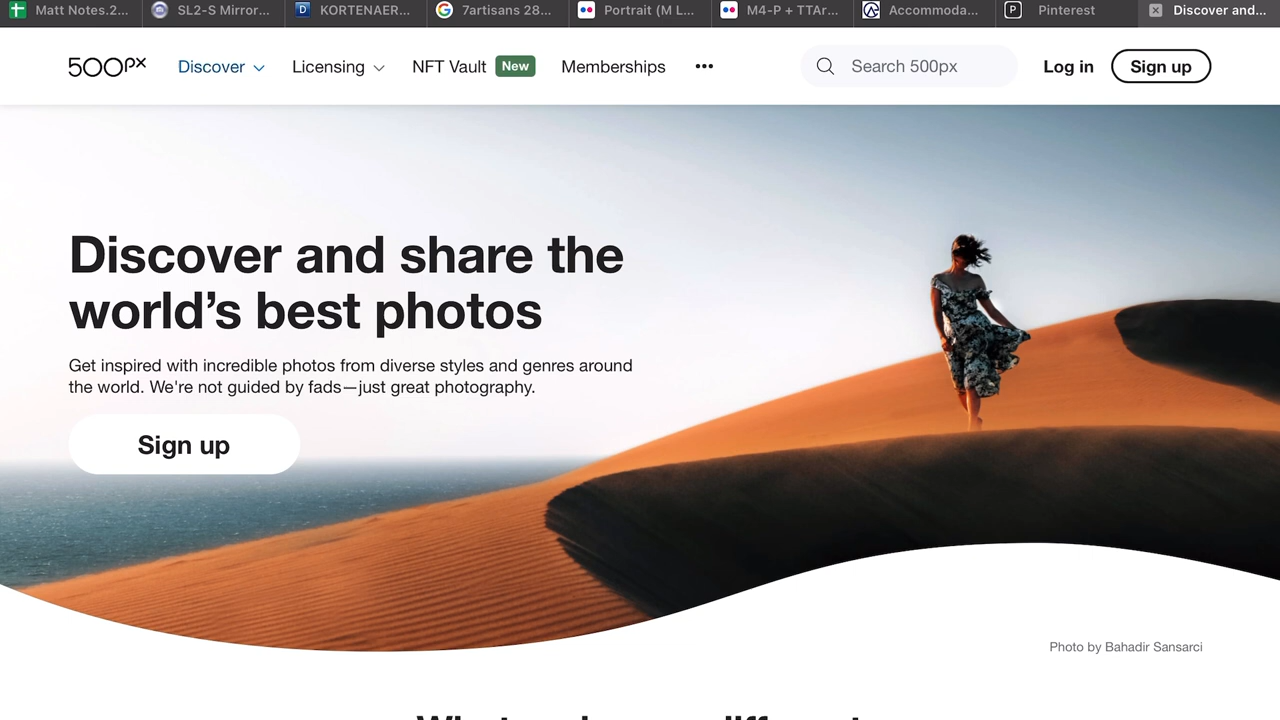 Matt Notes.2...
SL2-S Mirror...
KORTENAER...
7artisans 28...
Portrait (M L...
M4-P + TTAr...
Accommoda...
P
Pinterest
Discover and...
500px
Discover
Licensing
NFT Vault
New
Memberships
•••
Search 500px
Log in
Sign up
Discover and share the
world’s best photos
Get inspired with incredible photos from diverse styles and genres around
the world. We're not guided by fads—just great photography.
Sign up
Photo by Bahadir Sansarci